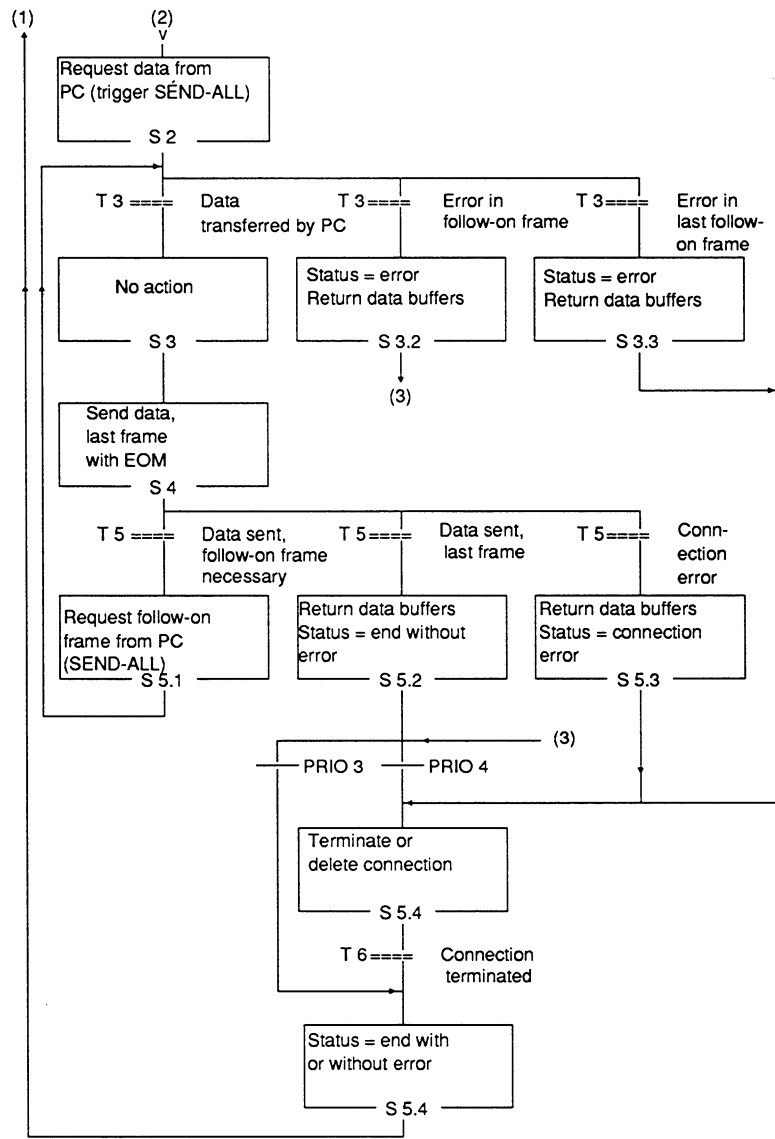 (1)
(2)
v
Request data from
PC (trigger SÉND-ALL)
S 2
T 3 ====
Data
transferred by PC
T 3 ====
Error in
follow-on frame
T 3 ====
Error in
last follow-
on frame
No action
S 3
Status = error
Return data buffers
S 3.2
Status = error
Return data buffers
S 3.3
(3)
Send data,
last frame
with EOM
S 4
T 5 ====
Data sent,
follow-on frame
necessary
T 5 ====
Data sent,
last frame
T 5 ====
Conn-
ection
error
Request follow-on
frame from PC
(SEND-ALL)
S 5.1
Return data buffers
Status = end without
error
S 5.2
Return data buffers
Status = connection
error
S 5.3
(3)
PRIO 3
PRIO 4
Terminate or
delete connection
S 5.4
T 6 ====
Connection
terminated
Status = end with
or without error
S 5.4